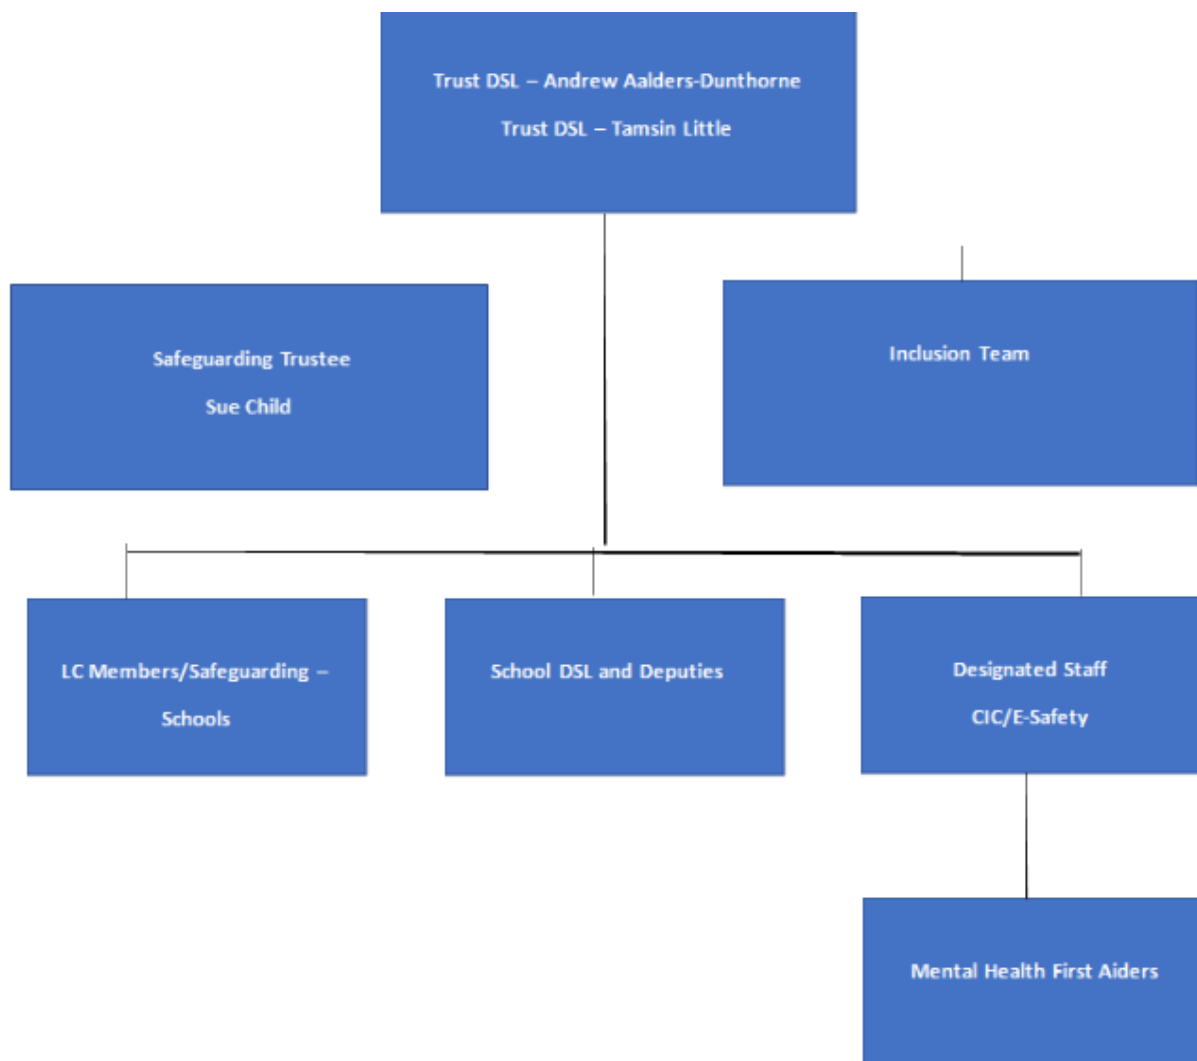 Trust DSL – Andrew Aalders-Dunthorne
Trust DSL – Tamsin Little
Safeguarding Trustee
Sue Child
Inclusion Team
LC Members/Safeguarding –
Schools
School DSL and Deputies
Designated Staff
CIC/E-Safety
Mental Health First Aiders